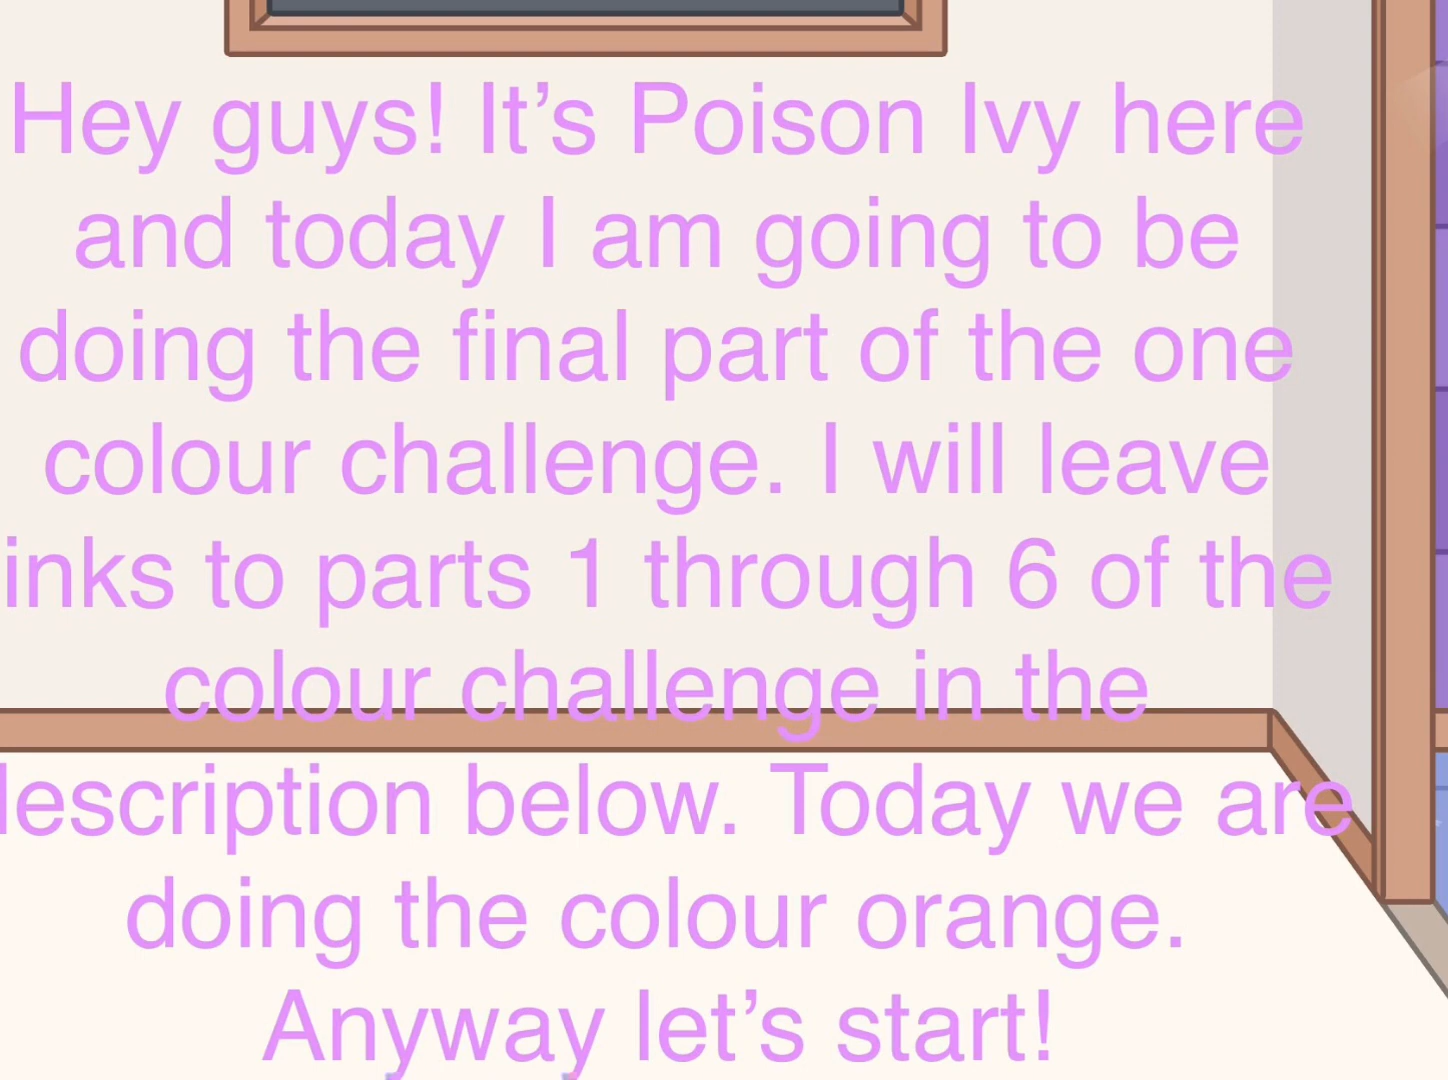 Hey guys! It’s Poison Ivy here
and today I am going to be
doing the final part of the one
colour challenge. I will leave
inks to parts 1 through 6 of the
colour challenge in the
lescription below. Today we are
doing the colour orange.
Anyway let’s start!